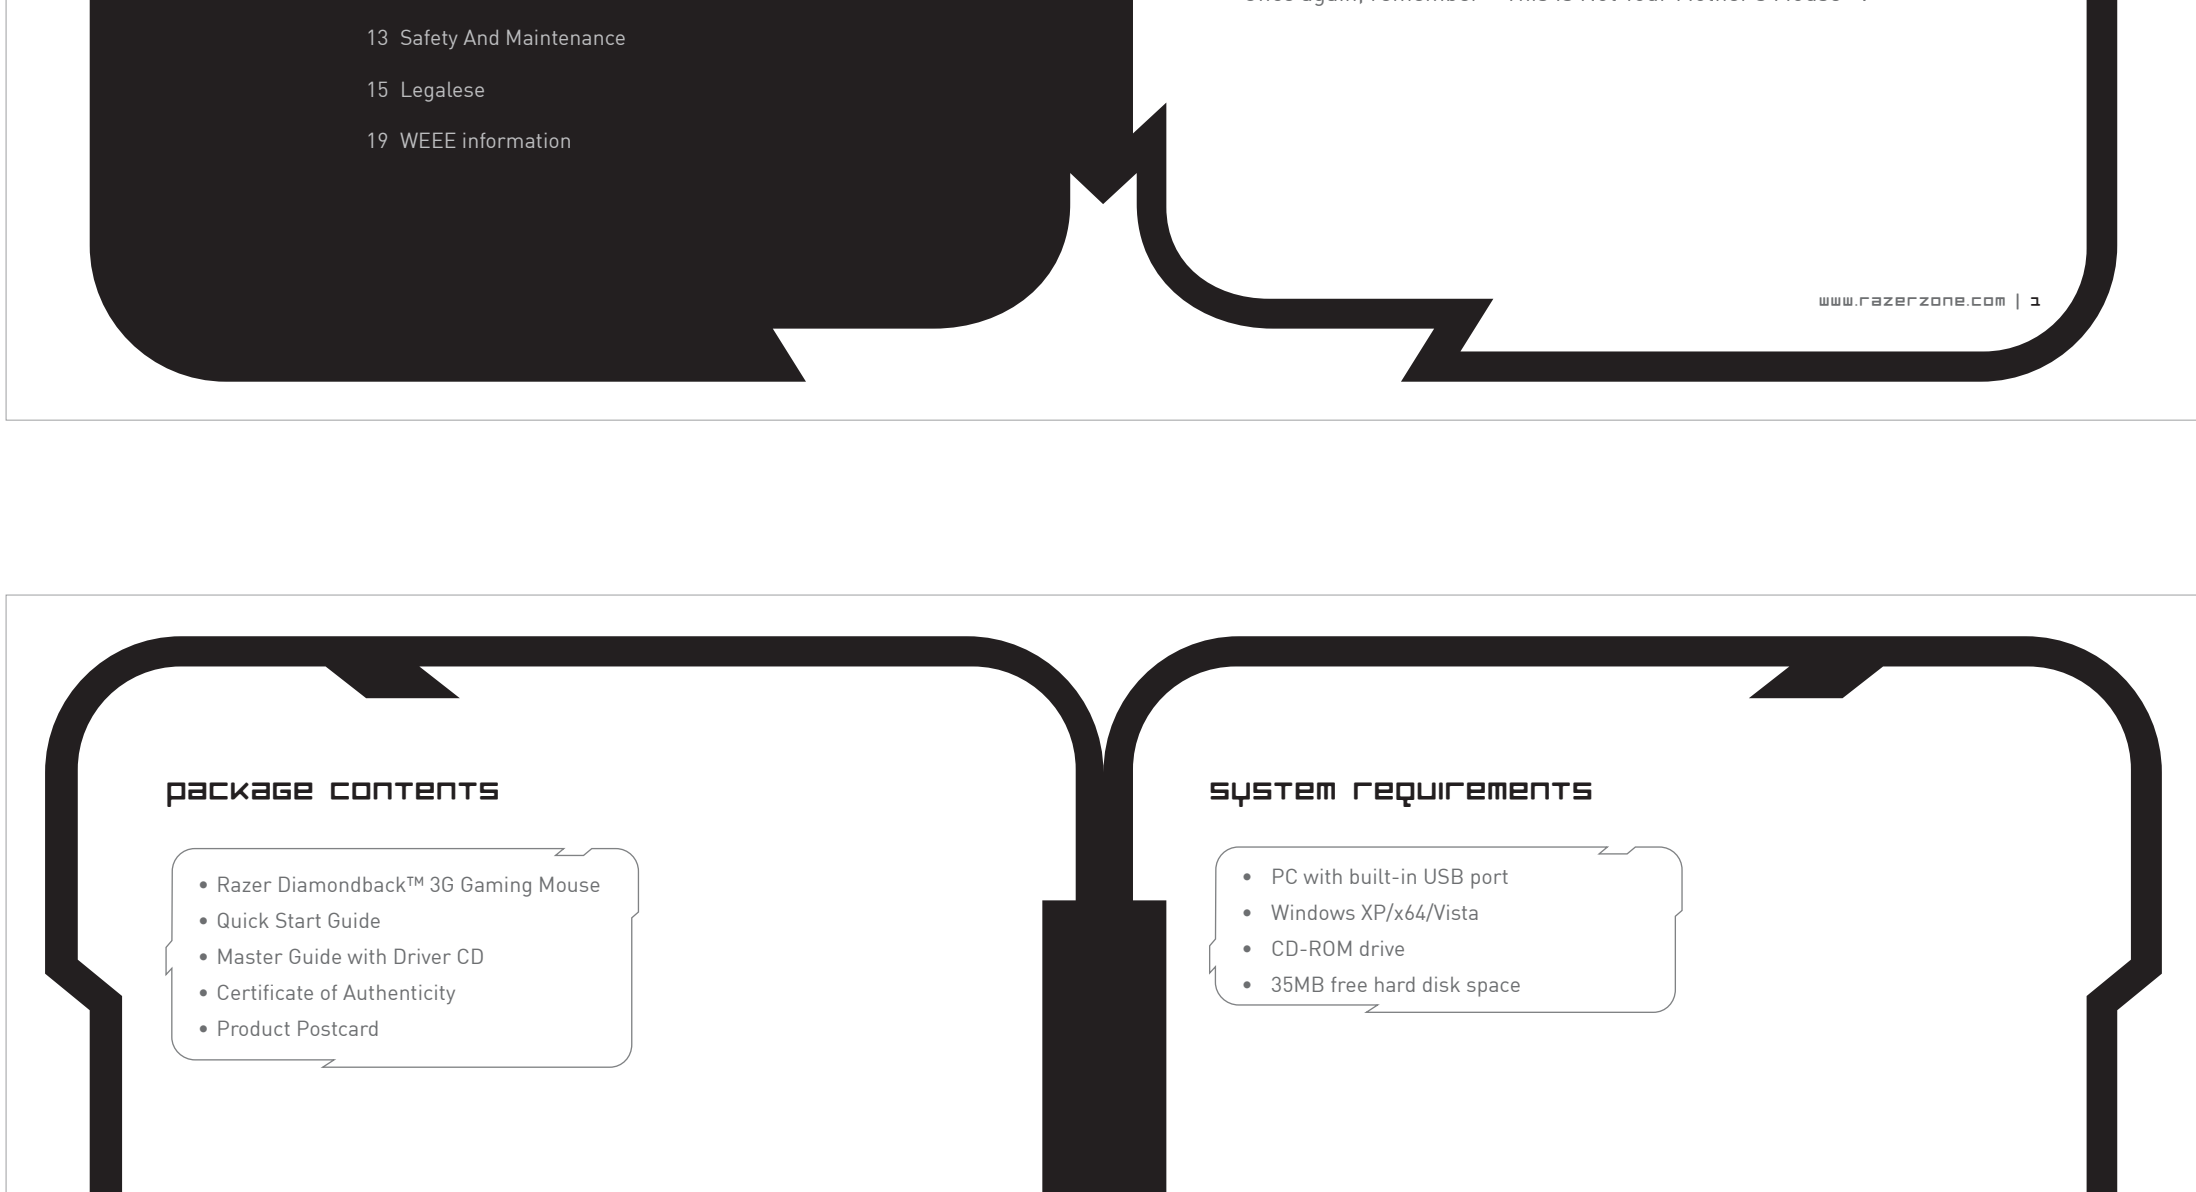 13 Safety And Maintenance
15 Legalese
19 WEEE information
www.razerzone.com | 1
package contents
• Razer Diamondback™ 3G Gaming Mouse
• Quick Start Guide
• Master Guide with Driver CD
• Certificate of Authenticity
• Product Postcard
system requirements
• PC with built-in USB port
• Windows XP/x64/Vista
• CD-ROM drive
• 35MB free hard disk space